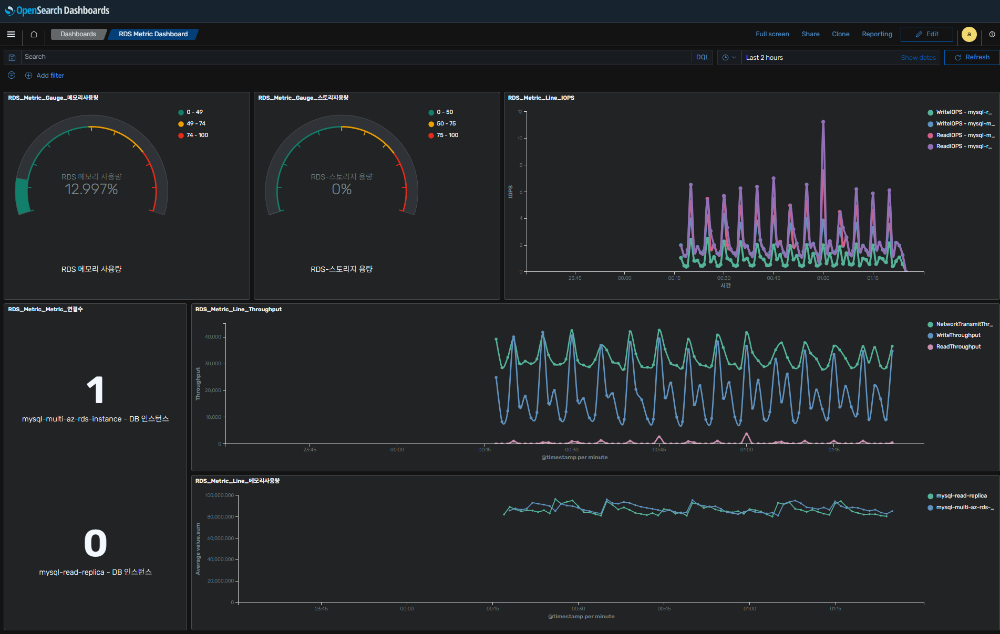 OpenSearch Dashboards
Dashboards
RDS Metric Dashboard
Full screen
Share
Clone
Reporting
Edit
a
Search
DQL
Last 2 hours
Show dates
Refresh
Add filter
RDS_Metric_Gauge_메모리사용량
0 - 49
49 - 74
74 - 100
RDS 메모리 사용량
12.997%
RDS 메모리 사용량
RDS_Metric_Gauge_스토리지용량
0 - 50
50 - 75
75 - 100
RDS-스토리지 용량
0%
RDS-스토리지 용량
RDS_Metric_Line_IOPS
12
10
8
6
4
2
0
IOPS
23:45
00:00
00:15
00:30
00:45
01:00
01:15
시간
WriteIOPS - mysql-r...
WriteIOPS - mysql-m...
ReadIOPS - mysql-m...
ReadIOPS - mysql-r...
RDS_Metric_Metric_연결수
1
mysql-multi-az-rds-instance - DB 인스턴스
0
mysql-read-replica - DB 인스턴스
RDS_Metric_Line_Throughput
40,000
30,000
20,000
10,000
0
Throughput
23:45
00:00
00:15
00:30
00:45
01:00
01:15
@timestamp per minute
NetworkTransmitThr...
WriteThroughput
ReadThroughput
RDS_Metric_Line_메모리사용량
100,000,000
80,000,000
60,000,000
40,000,000
20,000,000
0
Average value.sum
23:45
00:00
00:15
00:30
00:45
01:00
01:15
@timestamp per minute
mysql-read-replica
mysql-multi-az-rds-...